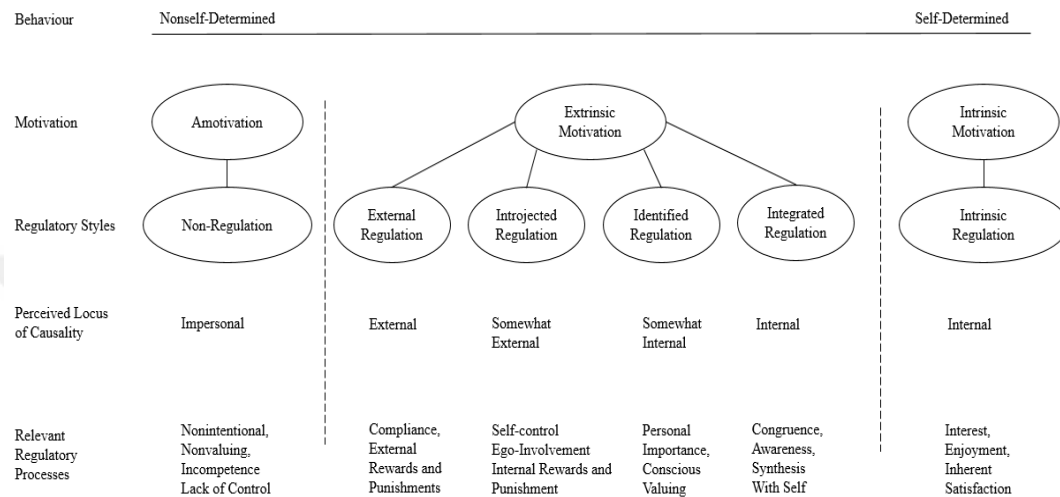 Behaviour
Nonself-Determined
Self-Determined
Motivation
Amotivation
Extrinsic
Motivation
Intrinsic
Motivation
Regulatory Styles
Non-Regulation
External
Regulation
Introjected
Regulation
Identified
Regulation
Integrated
Regulation
Intrinsic
Regulation
Perceived Locus
of Causality
Impersonal
External
Somewhat
External
Somewhat
Internal
Internal
Internal
Relevant
Regulatory
Processes
Nonintentional,
Nonvaluing,
Incompetence
Lack of Control
Compliance,
External
Rewards and
Punishments
Self-control
Ego-Involvement
Internal Rewards and
Punishment
Personal
Importance,
Conscious
Valuing
Congruence,
Awareness,
Synthesis
With Self
Interest,
Enjoyment,
Inherent
Satisfaction